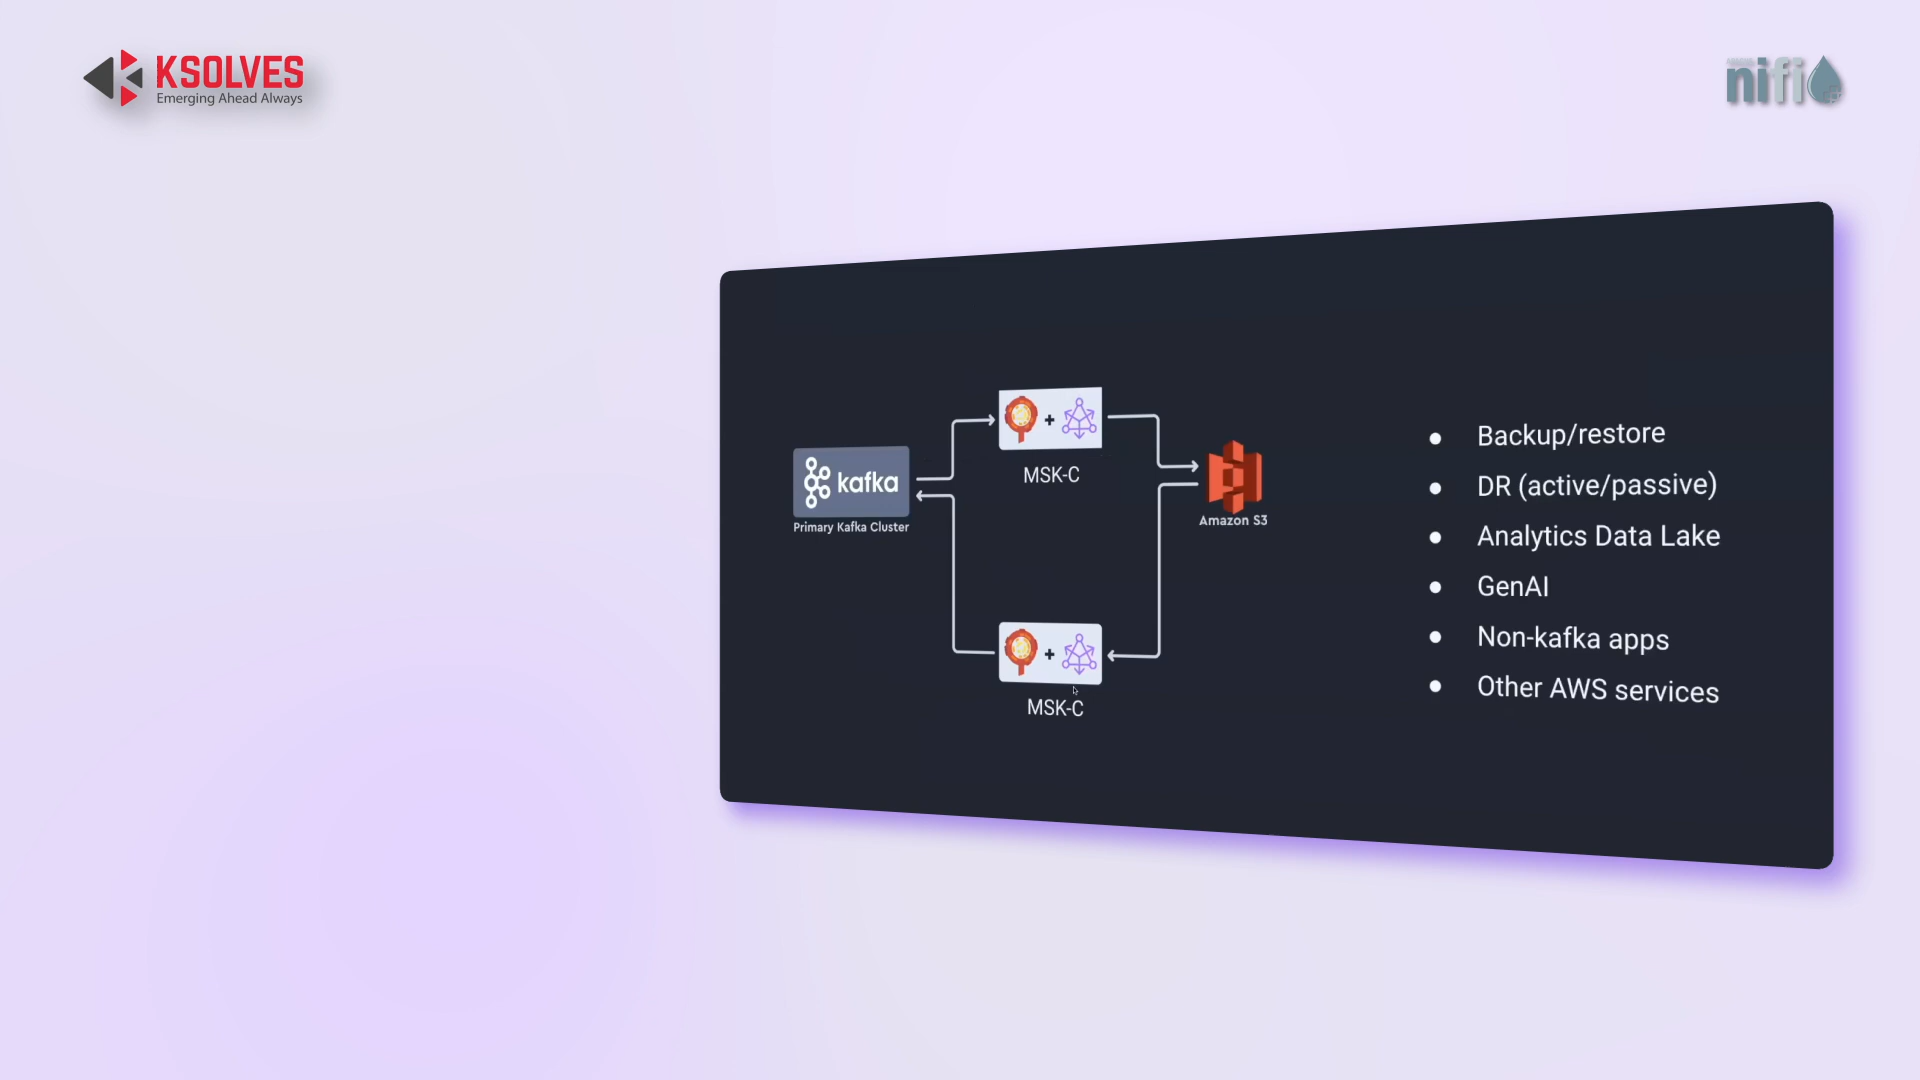 KSOLVES
Emerging Ahead Always
nifi
kafka
Primary Kafka Cluster
+
MSK-C
Amazon S3
+
MSK-C
• Backup/restore
• DR (active/passive)
• Analytics Data Lake
• GenAI
• Non-kafka apps
• Other AWS services